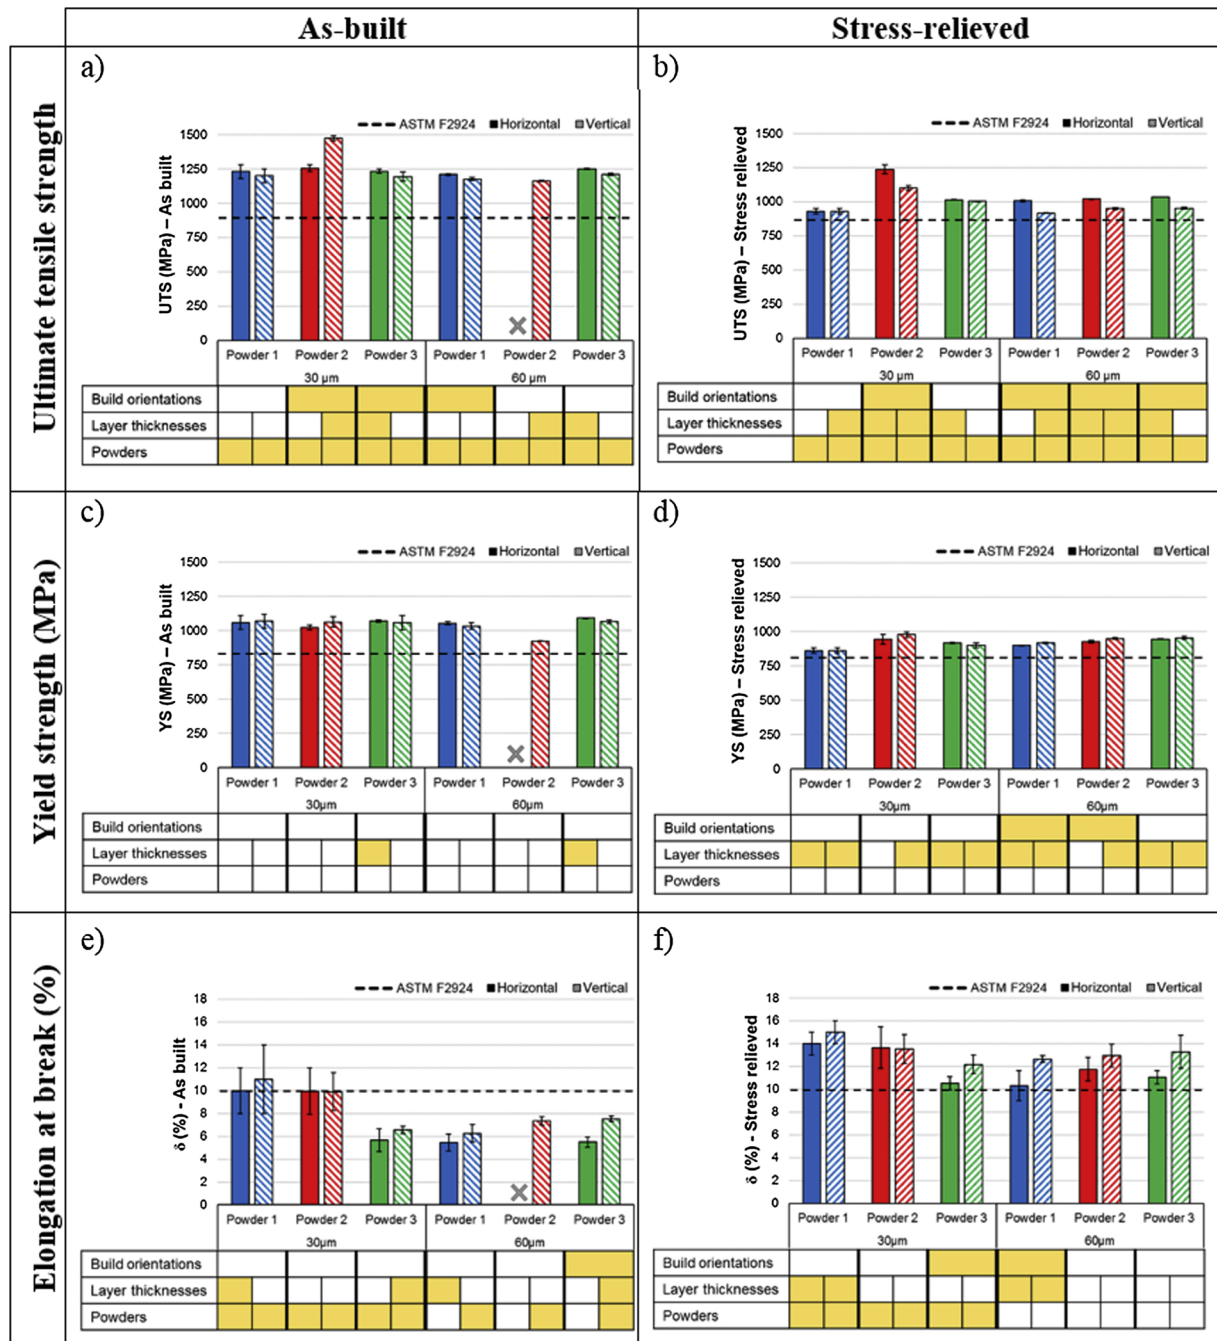 As-built
Stress-relieved
Ultimate tensile strength
a)
ASTM F2924 Horizontal Vertical
UTS (MPa) – As built
1500
1250
1000
750
500
250
0
Powder 1 Powder 2 Powder 3 Powder 1 Powder 2 Powder 3
30 µm 60 µm
Build orientations
Layer thicknesses
Powders
b)
ASTM F2924 Horizontal Vertical
UTS (MPa) – Stress relieved
1500
1250
1000
750
500
250
0
Powder 1 Powder 2 Powder 3 Powder 1 Powder 2 Powder 3
30 µm 60 µm
Build orientations
Layer thicknesses
Powders
Yield strength (MPa)
c)
ASTM F2924 Horizontal Vertical
YS (MPa) – As built
1500
1250
1000
750
500
250
0
Powder 1 Powder 2 Powder 3 Powder 1 Powder 2 Powder 3
30µm 60µm
Build orientations
Layer thicknesses
Powders
d)
ASTM F2924 Horizontal Vertical
YS (MPa) – Stress relieved
1500
1250
1000
750
500
250
0
Powder 1 Powder 2 Powder 3 Powder 1 Powder 2 Powder 3
30µm 60µm
Build orientations
Layer thicknesses
Powders
Elongation at break (%)
e)
ASTM F2924 Horizontal Vertical
δ (%) - As built
18
16
14
12
10
8
6
4
2
0
Powder 1 Powder 2 Powder 3 Powder 1 Powder 2 Powder 3
30µm 60µm
Build orientations
Layer thicknesses
Powders
f)
ASTM F2924 Horizontal Vertical
δ (%) - Stress relieved
18
16
14
12
10
8
6
4
2
0
Powder 1 Powder 2 Powder 3 Powder 1 Powder 2 Powder 3
30µm 60µm
Build orientations
Layer thicknesses
Powders